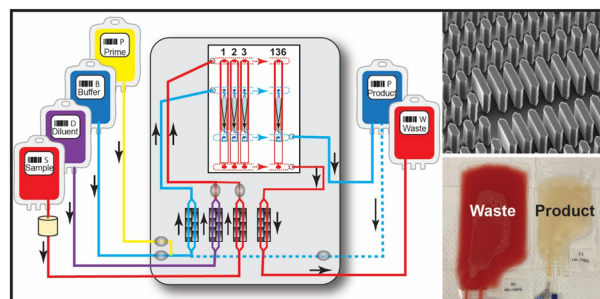 P
Prime
B
Buffer
D
Diluent
S
Sample
1 2 3 136
P
Product
W
Waste
Waste Product